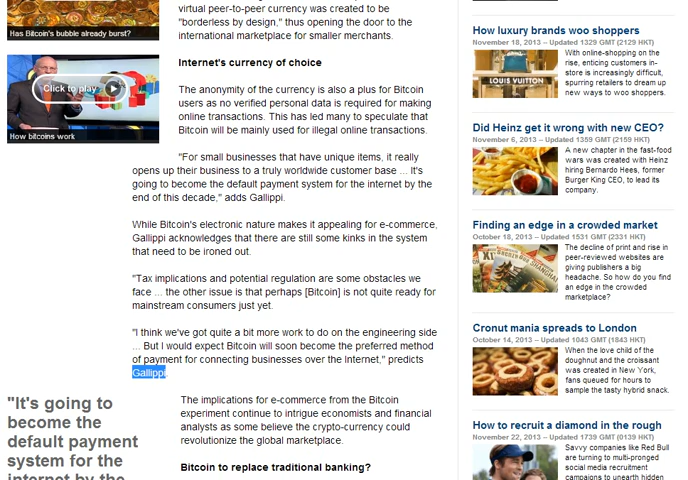 Has Bitcoin's bubble already burst?
Click to play
How bitcoins work
virtual peer-to-peer currency was created to be
"borderless by design," thus opening the door to the
international marketplace for smaller merchants.
Internet's currency of choice
The anonymity of the currency is also a plus for Bitcoin
users as no verified personal data is required for making
online transactions. This has led many to speculate that
Bitcoin will be mainly used for illegal online transactions.
"For small businesses that have unique items, it really
opens up their business to a truly worldwide customer base ... It's
going to become the default payment system for the internet by the
end of this decade," adds Gallippi.
While Bitcoin's electronic nature makes it appealing for e-commerce,
Gallippi acknowledges that there are still some kinks in the system
that need to be ironed out.
"Tax implications and potential regulation are some obstacles we
face ... the other issue is that perhaps [Bitcoin] is not quite ready for
mainstream consumers just yet.
"I think we've got quite a bit more work to do on the engineering side
... But I would expect Bitcoin will soon become the preferred method
of payment for connecting businesses over the Internet," predicts
Gallippi.
"It's going to
become the
default payment
system for the
internet by the
The implications for e-commerce from the Bitcoin
experiment continue to intrigue economists and financial
analysts as some believe the crypto-currency could
revolutionize the global marketplace.
Bitcoin to replace traditional banking?
How luxury brands woo shoppers
November 18, 2013 -- Updated 1329 GMT (2129 HKT)
LOUIS VUITTON
With online-shopping on the
rise, enticing customers in-
store is increasingly difficult,
spurring retailers to dream up
new ways to woo shoppers.
Did Heinz get it wrong with new CEO?
November 6, 2013 -- Updated 1359 GMT (2159 HKT)
A new chapter in the fast-food
wars was created with Heinz
hiring Bernardo Hees, former
Burger King CEO, to lead its
company.
Finding an edge in a crowded market
October 18, 2013 -- Updated 1531 GMT (2331 HKT)
The decline of print and rise in
peer-reviewed websites are
giving publishers a big
headache. So how do you find
an edge in the crowded
marketplace?
Cronut mania spreads to London
October 14, 2013 -- Updated 1043 GMT (1843 HKT)
When the love child of the
doughnut and the croissant
was created in New York,
fans queued for hours to
sample the tasty hybrid snack.
How to recruit a diamond in the rough
November 22, 2013 -- Updated 1739 GMT (0139 HKT)
Savvy companies like Red Bull
are turning to multi-pronged
social media recruitment
campaigns to unearth hidden